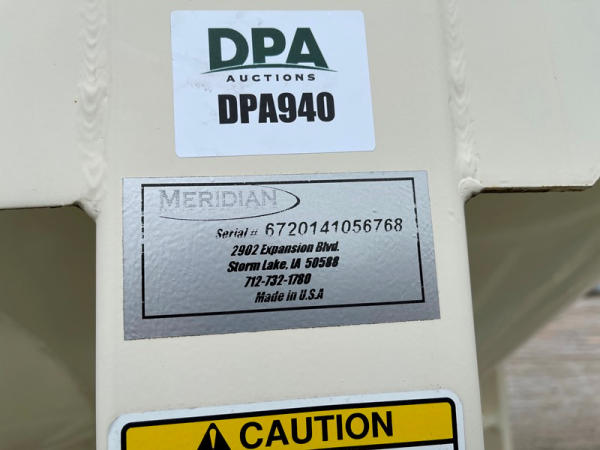 DPA
AUCTIONS
DPA940
MERIDIAN
Serial # 6720141056768
2902 Expansion Blvd.
Storm Lake, IA 50588
712-732-1780
Made in U.S.A
CAUTION